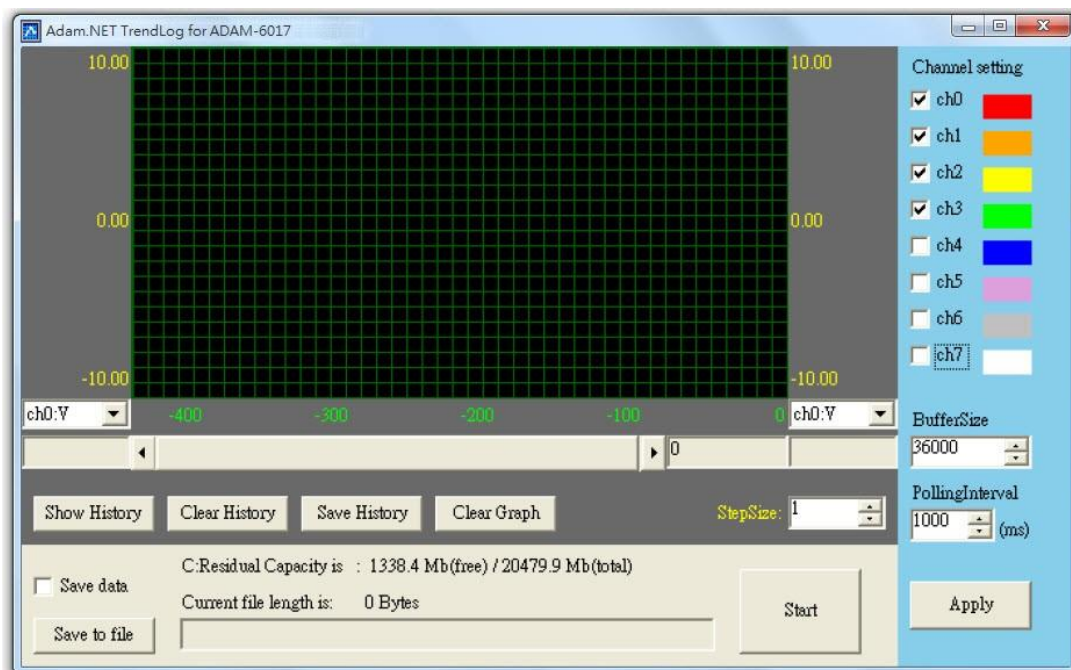 Adam.NET TrendLog for ADAM-6017
10.00
10.00
0.00
0.00
-10.00
-10.00
ch0:V
-400
-300
-200
-100
0
ch0:V
0
Show History
Clear History
Save History
Clear Graph
StepSize:
1
Save data
C:Residual Capacity is : 1338.4 Mb(free) / 20479.9 Mb(total)
Current file length is: 0 Bytes
Save to file
Start
Channel setting
ch0
ch1
ch2
ch3
ch4
ch5
ch6
ch7
BufferSize
36000
PollingInterval
1000
(ms)
Apply